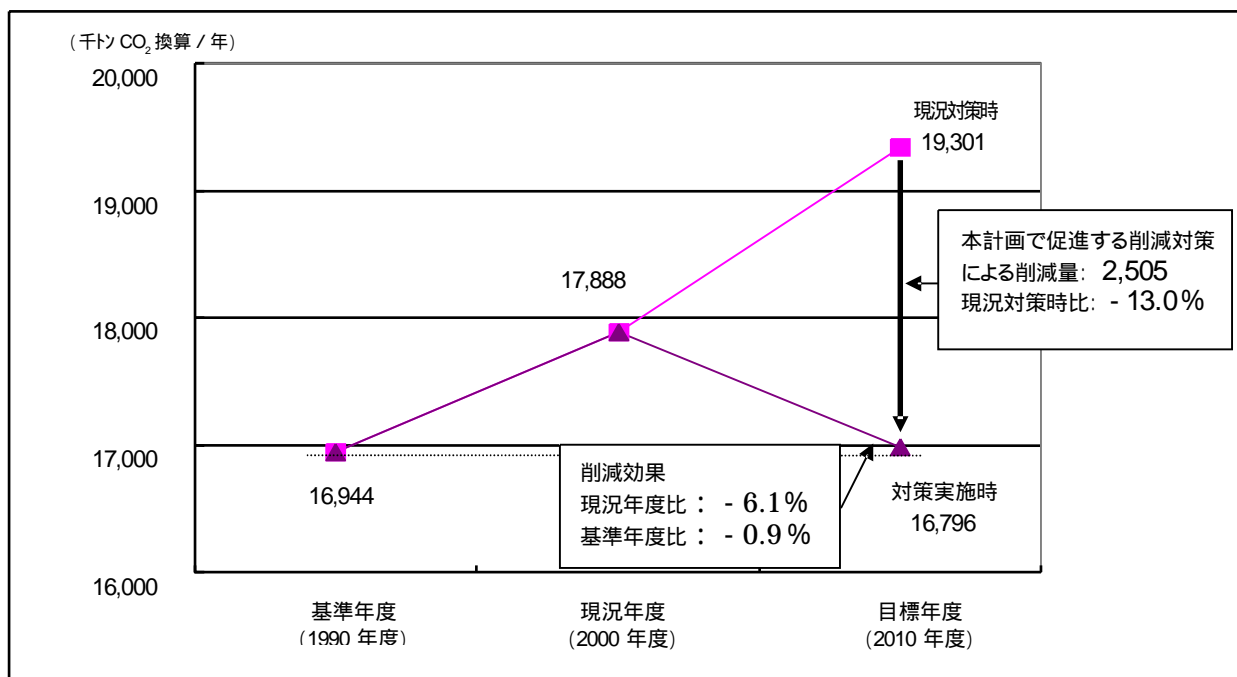 (千トン CO₂ 換算 / 年)
20,000
19,000
18,000
17,000
16,000
現況対策時
19,301
17,888
16,944
本計画で促進する削減対策
による削減量: 2,505
現況対策時比: - 13.0%
削減効果
現況年度比 : - 6.1%
基準年度比 : - 0.9%
対策実施時
16,796
基準年度
(1990 年度)
現況年度
(2000 年度)
目標年度
(2010 年度)